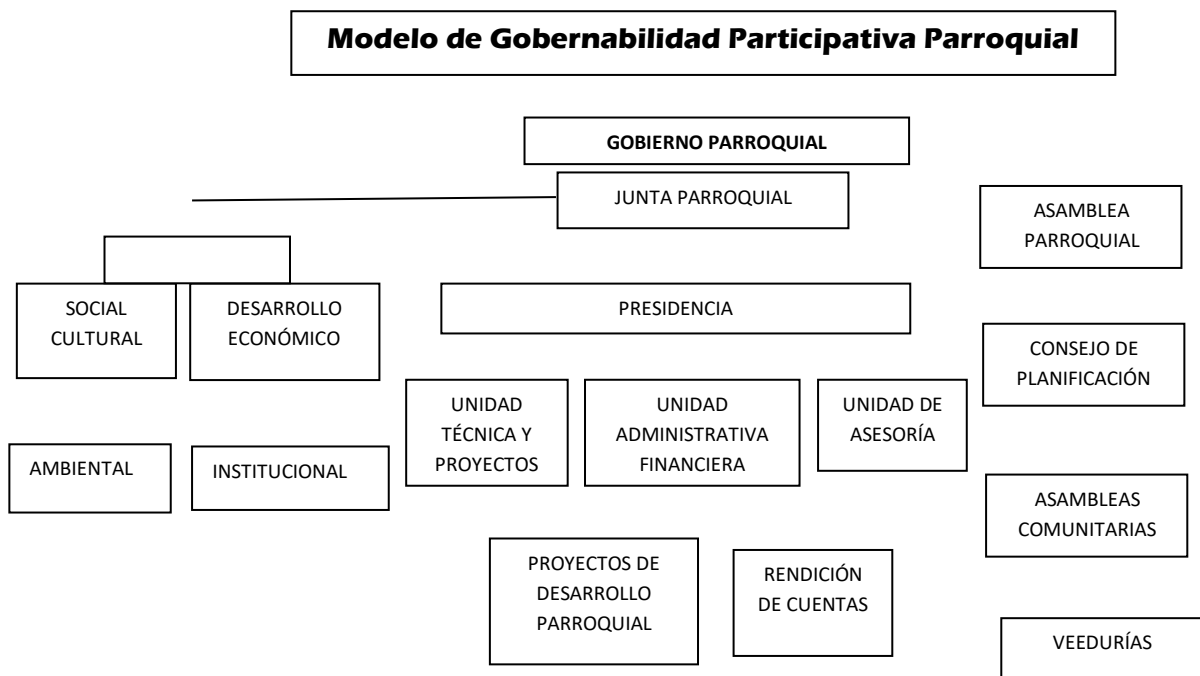 Modelo de Gobernabilidad Participativa Parroquial
GOBIERNO PARROQUIAL
JUNTA PARROQUIAL
ASAMBLEA
PARROQUIAL
SOCIAL
CULTURAL
DESARROLLO
ECONÓMICO
PRESIDENCIA
CONSEJO DE
PLANIFICACIÓN
UNIDAD
TÉCNICA Y
PROYECTOS
UNIDAD
ADMINISTRATIVA
FINANCIERA
UNIDAD DE
ASESORÍA
AMBIENTAL
INSTITUCIONAL
ASAMBLEAS
COMUNITARIAS
PROYECTOS DE
DESARROLLO
PARROQUIAL
RENDICIÓN
DE CUENTAS
VEEDURÍAS